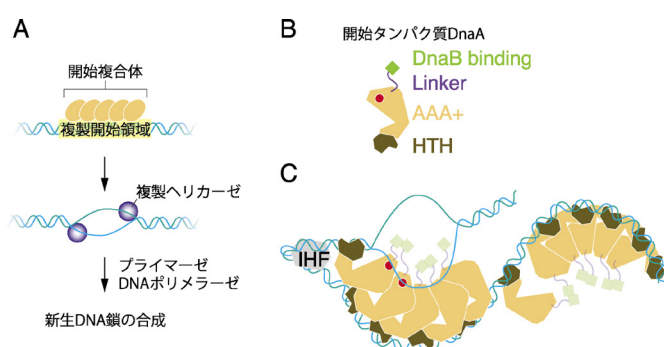 A
開始複合体
複製開始領域
複製ヘリカーゼ
プライマーゼ
DNAポリメラーゼ
新生DNA鎖の合成
B
開始タンパク質DnaA
DnaB binding
Linker
AAA+
HTH
C
IHF